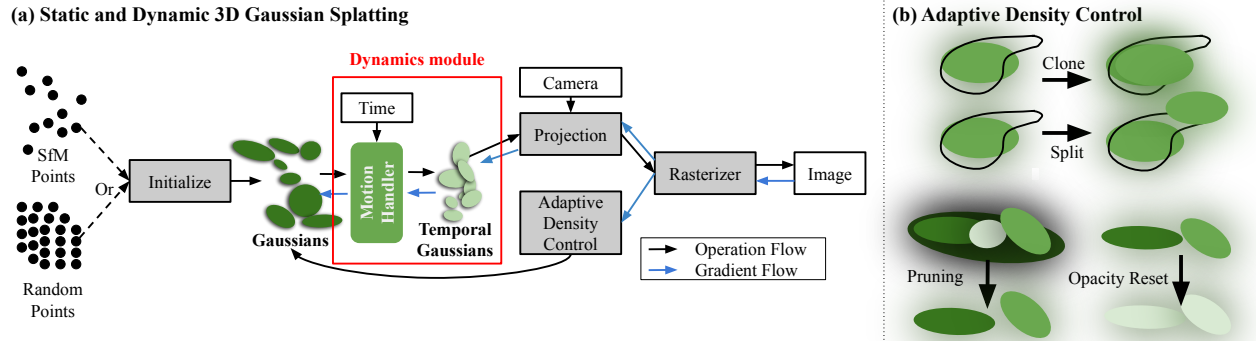 (a) Static and Dynamic 3D Gaussian Splatting
SfM
Points
Or
Random
Points
Initialize
Gaussians
Dynamics module
Time
Motion
Handler
Temporal
Gaussians
Camera
Projection
Adaptive
Density
Control
Rasterizer
Image
Operation Flow
Gradient Flow
(b) Adaptive Density Control
Clone
Split
Pruning
Opacity Reset